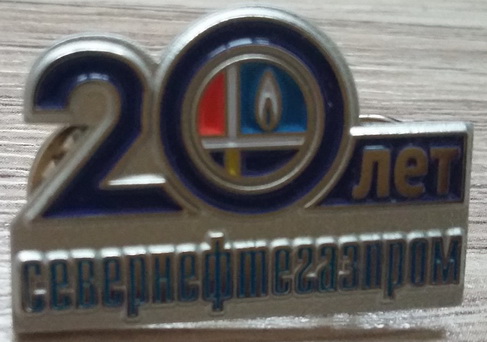 20 лет
севернефтегазпром